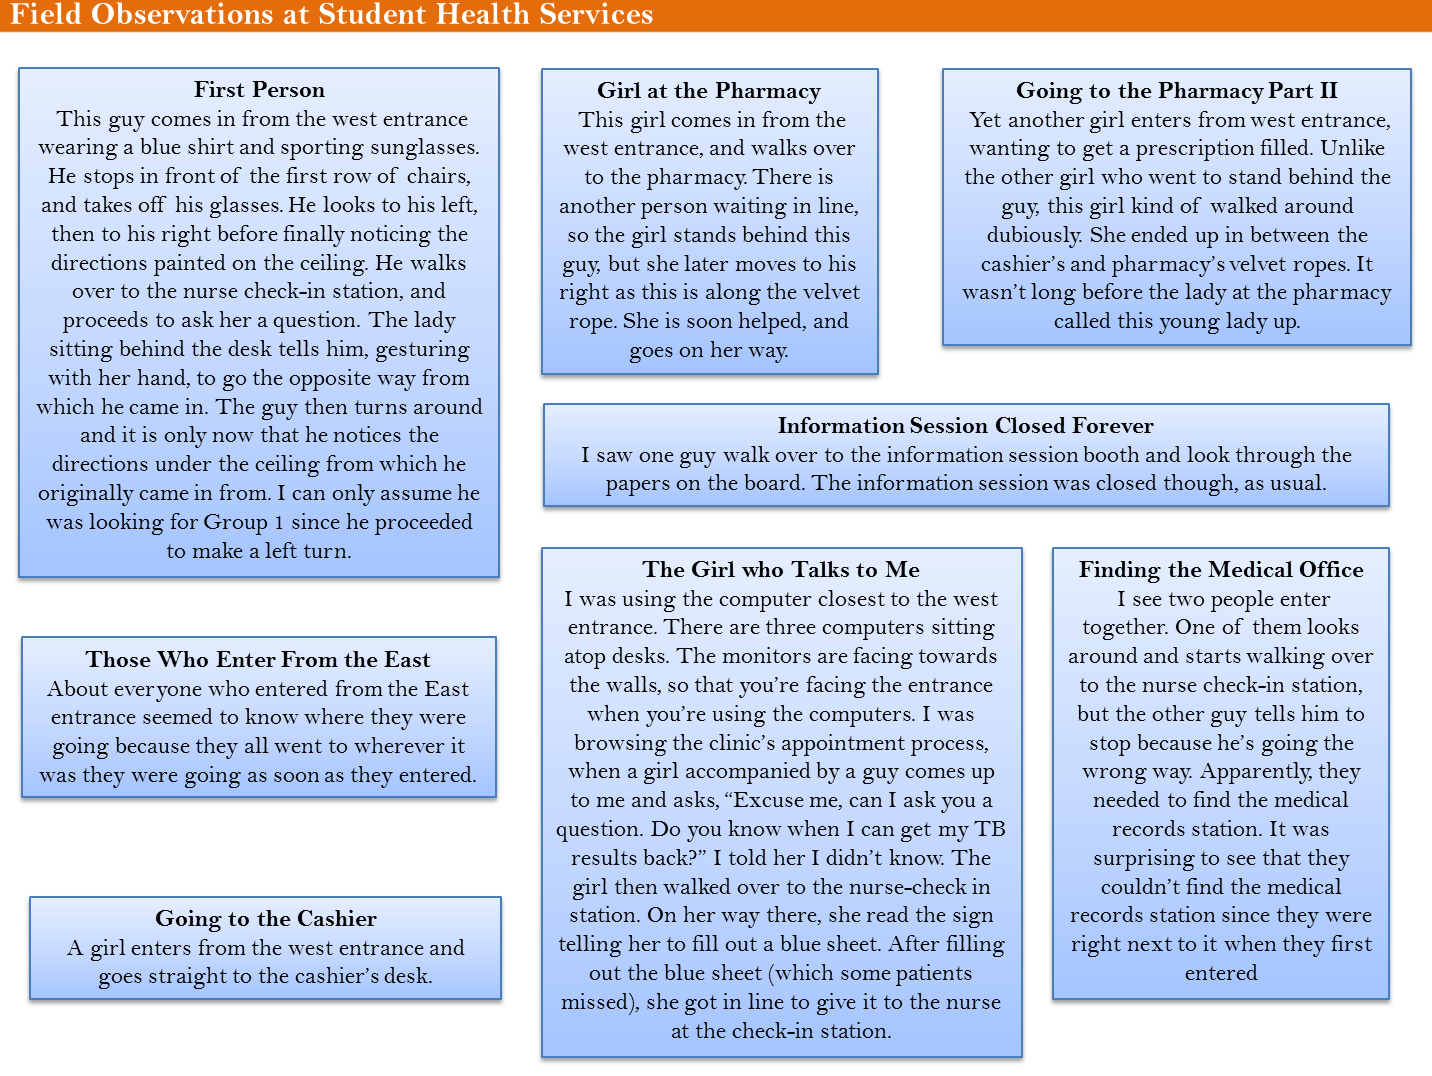 Field Observations at Student Health Services
First Person
This guy comes in from the west entrance
wearing a blue shirt and sporting sunglasses.
He stops in front of the first row of chairs,
and takes off his glasses. He looks to his left,
then to his right before finally noticing the
directions painted on the ceiling. He walks
over to the nurse check-in station, and
proceeds to ask her a question. The lady
sitting behind the desk tells him, gesturing
with her hand, to go the opposite way from
which he came in. The guy then turns around
and it is only now that he notices the
directions under the ceiling from which he
originally came in from. I can only assume he
was looking for Group 1 since he proceeded
to make a left turn.
Girl at the Pharmacy
This girl comes in from the
west entrance, and walks over
to the pharmacy. There is
another person waiting in line,
so the girl stands behind this
guy, but she later moves to his
right as this is along the velvet
rope. She is soon helped, and
goes on her way.
Going to the Pharmacy Part II
Yet another girl enters from west entrance,
wanting to get a prescription filled. Unlike
the other girl who went to stand behind the
guy, this girl kind of walked around
dubiously. She ended up in between the
cashier's and pharmacy's velvet ropes. It
wasn't long before the lady at the pharmacy
called this young lady up.
Information Session Closed Forever
I saw one guy walk over to the information session booth and look through the
papers on the board. The information session was closed though, as usual.
Those Who Enter From the East
About everyone who entered from the East
entrance seemed to know where they were
going because they all went to wherever it
was they were going as soon as they entered.
Going to the Cashier
A girl enters from the west entrance and
goes straight to the cashier's desk.
The Girl who Talks to Me
I was using the computer closest to the west
entrance. There are three computers sitting
atop desks. The monitors are facing towards
the walls, so that you're facing the entrance
when you're using the computers. I was
browsing the clinic's appointment process,
when a girl accompanied by a guy comes up
to me and asks, "Excuse me, can I ask you a
question. Do you know when I can get my TB
results back?" I told her I didn't know. The
girl then walked over to the nurse-check in
station. On her way there, she read the sign
telling her to fill out a blue sheet. After filling
out the blue sheet (which some patients
missed), she got in line to give it to the nurse
at the check-in station.
Finding the Medical Office
I see two people enter
together. One of them looks
around and starts walking over
to the nurse check-in station,
but the other guy tells him to
stop because he's going the
wrong way. Apparently, they
needed to find the medical
records station. It was
surprising to see that they
couldn't find the medical
records station since they were
right next to it when they first
entered